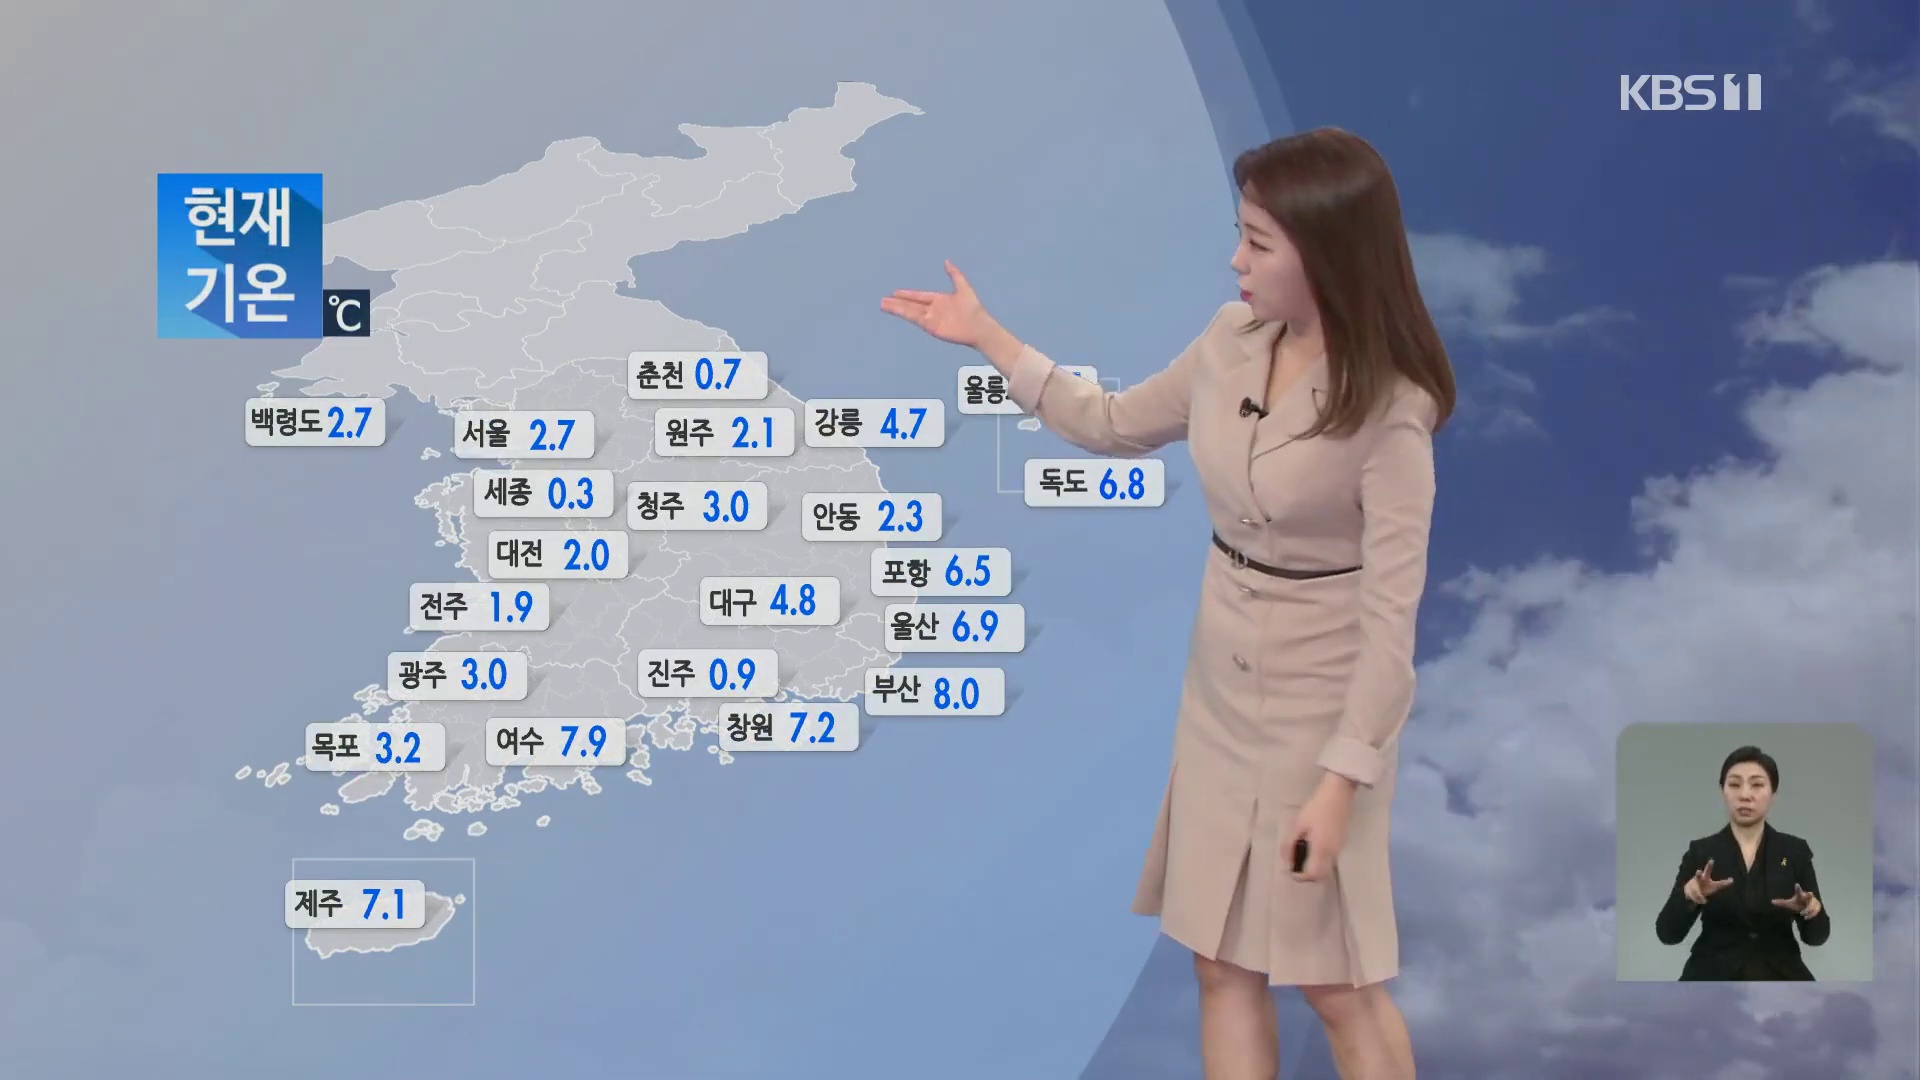 KBS 1
현재
기온
℃
춘천 0.7
백령도 2.7
서울 2.7
원주 2.1
강릉 4.7
울릉
독도 6.8
세종 0.3
청주 3.0
안동 2.3
대전 2.0
포항 6.5
전주 1.9
대구 4.8
울산 6.9
광주 3.0
진주 0.9
부산 8.0
목포 3.2
여수 7.9
창원 7.2
제주 7.1